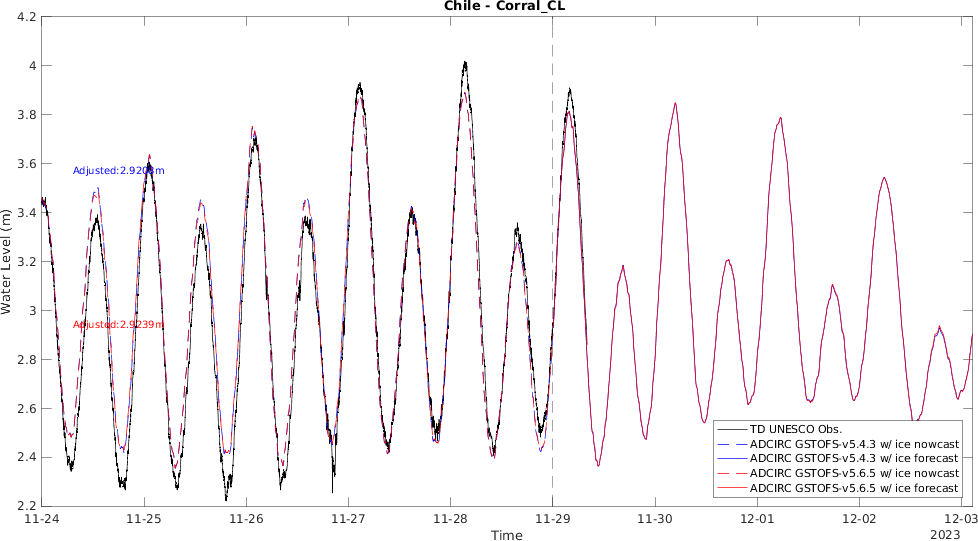 Chile - Corral_CL
4.2
4
3.8
3.6
3.4
3.2
3
2.8
2.6
2.4
2.2
Water Level (m)
Adjusted:2.9239m
TD UNESCO Obs.
ADCIRC GSTOFS-v5.4.3 w/ ice nowcast
ADCIRC GSTOFS-v5.4.3 w/ ice forecast
ADCIRC GSTOFS-v5.6.5 w/ ice nowcast
ADCIRC GSTOFS-v5.6.5 w/ ice forecast
11-24 11-25 11-26 11-27 11-28 11-29 11-30 12-01 12-02 12-03
Time
2023